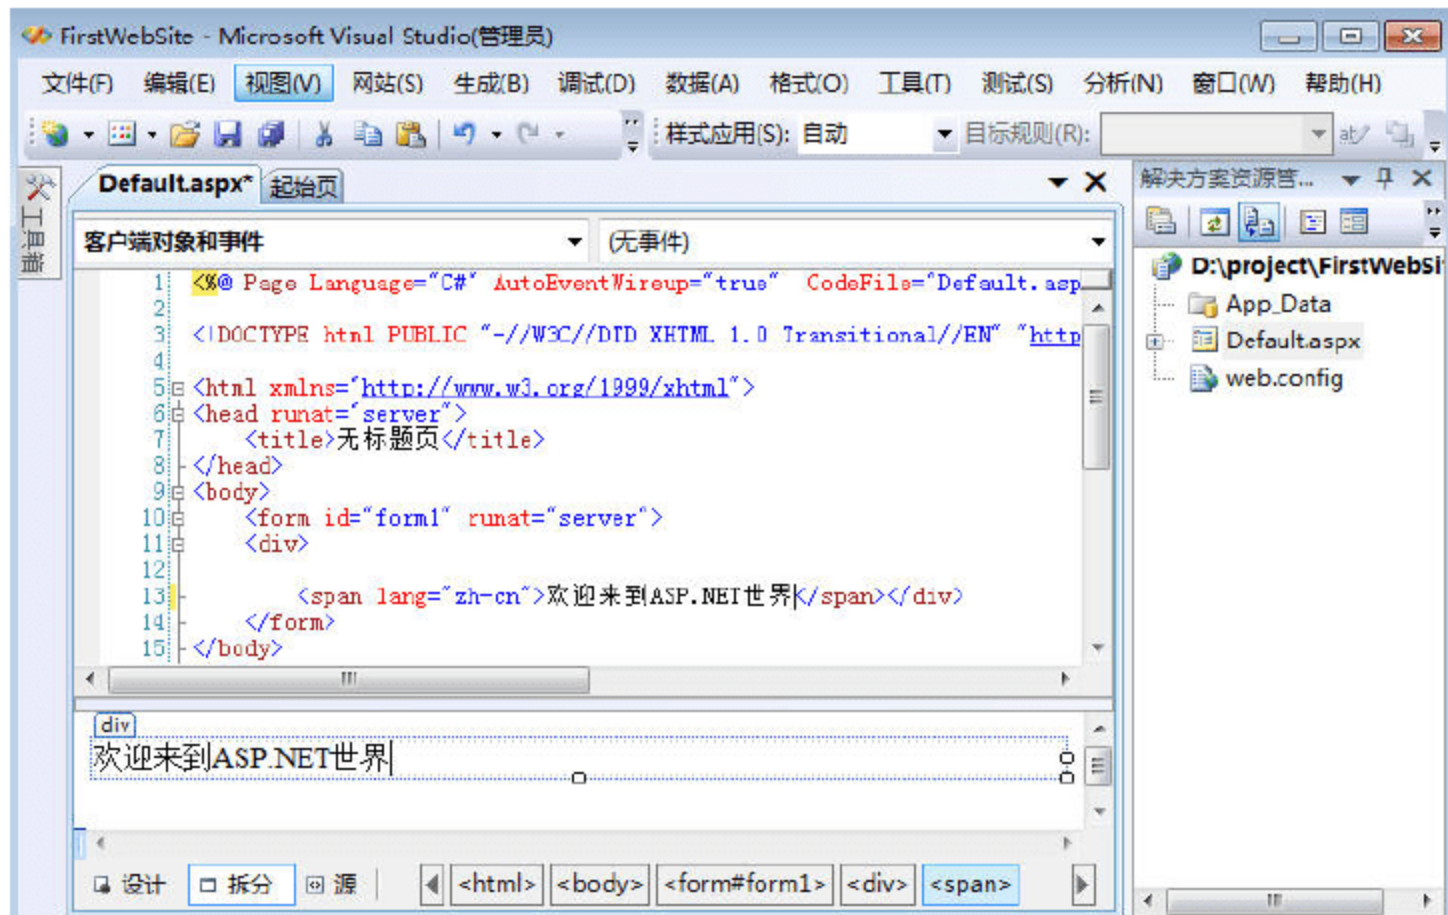 FirstWebSite - Microsoft Visual Studio(管理员)
文件(F) 编辑(E) 视图(V) 网站(S) 生成(B) 调试(D) 数据(A) 格式(O) 工具(T) 测试(S) 分析(N) 窗口(W) 帮助(H)
样式应用(S): 自动 目标规则(R):
工具箱
Default.aspx* 起始页
客户端对象和事件 (无事件)
1 <%@ Page Language="C#" AutoEventWireup="true" CodeFile="Default.asp
2
3 <!DOCTYPE html PUBLIC "-//W3C//DTD XHTML 1.0 Transitional//EN" "http
4
5 <html xmlns="http://www.w3.org/1999/xhtml">
6 <head runat="server">
7 <title>无标题页</title>
8 </head>
9 <body>
10 <form id="form1" runat="server">
11 <div>
12
13 <span lang="zh-cn">欢迎来到ASP.NET世界</span></div>
14 </form>
15 </body>
div
欢迎来到ASP.NET世界
设计 拆分 源 <html> <body> <form#form1> <div> <span>
解决方案资源管...
D:\project\FirstWebSi
App_Data
Default.aspx
web.config